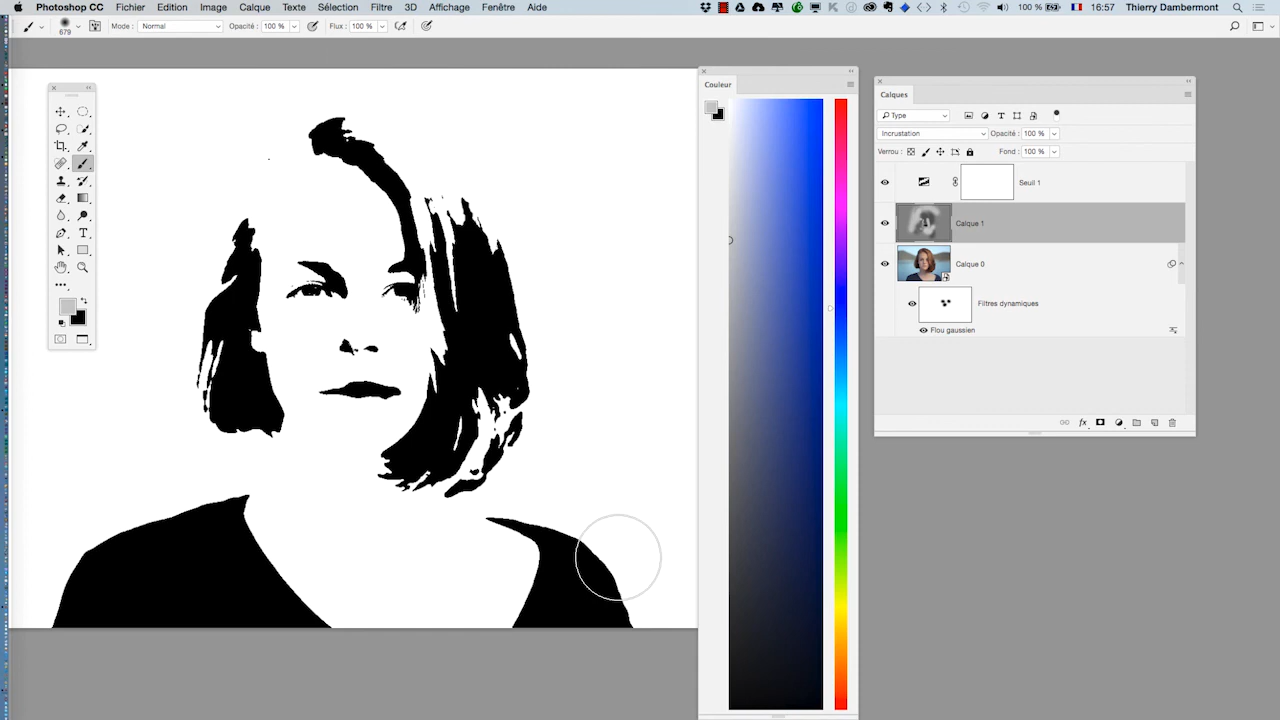 Photoshop CC Fichier Edition Image Calque Texte Sélection Filtre 3D Affichage Fenêtre Aide 100 % 16:57 Thierry Dambermont
679 Mode : Normal Opacité : 100 % Flux : 100 %
Couleur
Calques
Type
Incrustation Opacité : 100 %
Verrou : Fond : 100 %
Seuil 1
Calque 1
Calque 0
Filtres dynamiques
Flou gaussien